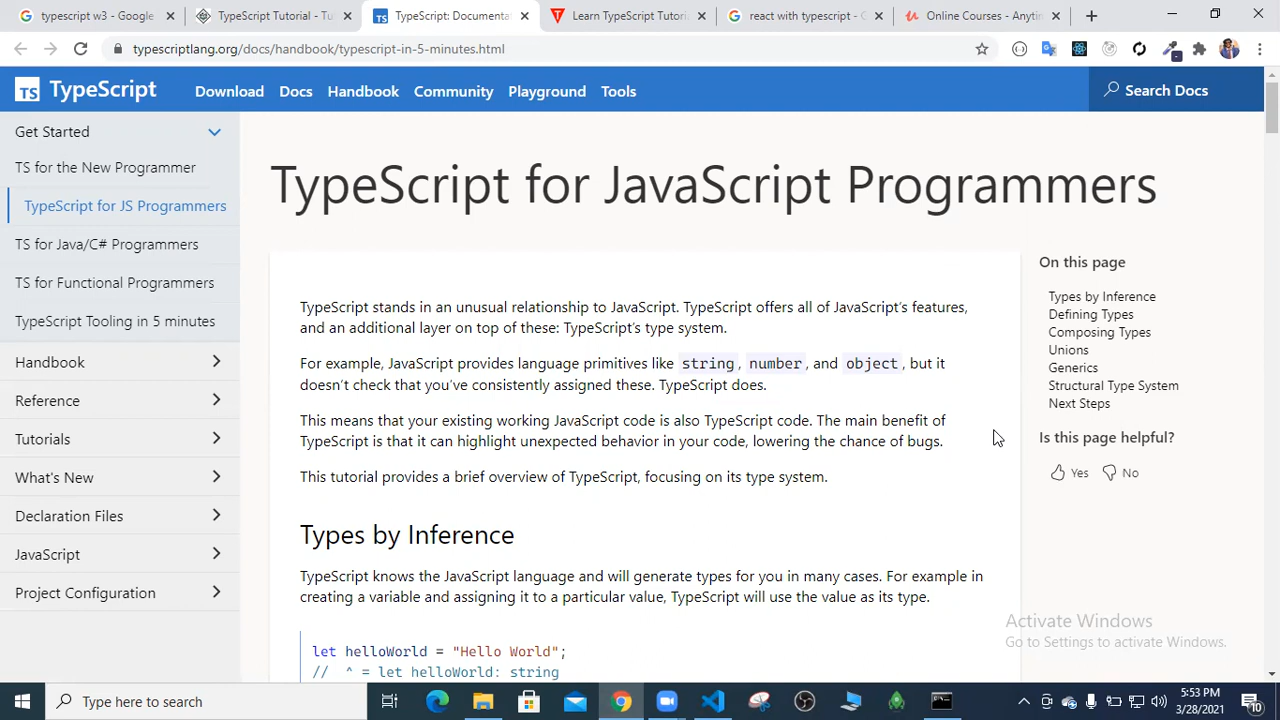 typescript w3 - Google
TypeScript Tutorial - Tu
TypeScript: Documenta
Learn TypeScript Tutoria
react with typescript - G
Online Courses - Anytin
typescriptlang.org/docs/handbook/typescript-in-5-minutes.html
TS TypeScript
Download Docs Handbook Community Playground Tools
Search Docs
Get Started
TS for the New Programmer
TypeScript for JS Programmers
TS for Java/C# Programmers
TS for Functional Programmers
TypeScript Tooling in 5 minutes
Handbook
Reference
Tutorials
What's New
Declaration Files
JavaScript
Project Configuration
TypeScript for JavaScript Programmers
TypeScript stands in an unusual relationship to JavaScript. TypeScript offers all of JavaScript's features,
and an additional layer on top of these: TypeScript's type system.
For example, JavaScript provides language primitives like string, number, and object, but it
doesn't check that you've consistently assigned these. TypeScript does.
This means that your existing working JavaScript code is also TypeScript code. The main benefit of
TypeScript is that it can highlight unexpected behavior in your code, lowering the chance of bugs.
This tutorial provides a brief overview of TypeScript, focusing on its type system.
Types by Inference
TypeScript knows the JavaScript language and will generate types for you in many cases. For example in
creating a variable and assigning it to a particular value, TypeScript will use the value as its type.
let helloWorld = "Hello World";
//  ^ = let helloWorld: string
On this page
Types by Inference
Defining Types
Composing Types
Unions
Generics
Structural Type System
Next Steps
Is this page helpful?
Yes No
Activate Windows
Go to Settings to activate Windows.
Type here to search
5:53 PM
3/28/2021
10